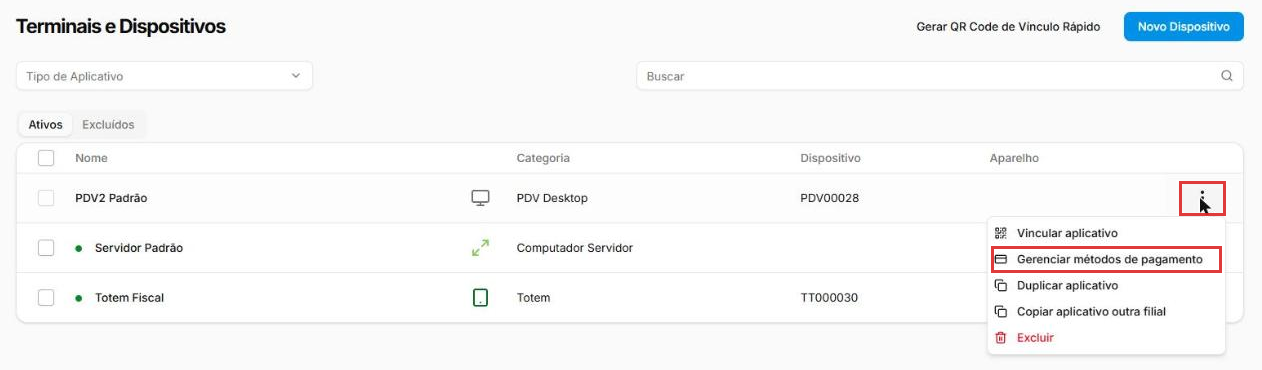 Terminais e Dispositivos
Gerar QR Code de Vínculo Rápido
Novo Dispositivo
Tipo de Aplicativo
Buscar
Ativos Excluídos
Nome Categoria Dispositivo Aparelho
PDV2 Padrão PDV Desktop PDV00028
Servidor Padrão Computador Servidor
Totem Fiscal Totem TT000030
Vincular aplicativo
Gerenciar métodos de pagamento
Duplicar aplicativo
Copiar aplicativo outra filial
Excluir